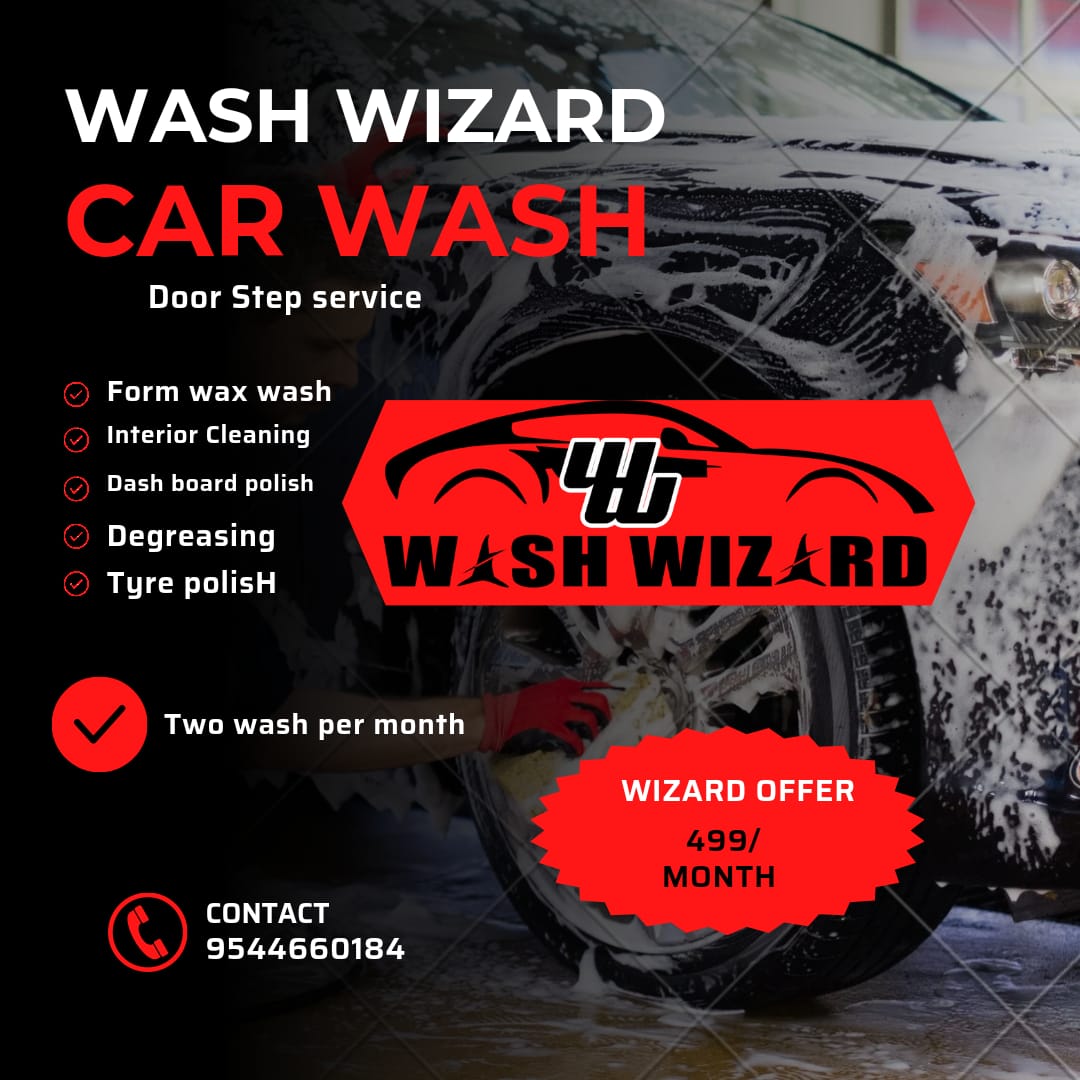 WASH WIZARD
CAR WASH
Door Step service
Form wax wash
Interior Cleaning
Dash board polish
Degreasing
Tyre polisH
WW
WASH WIZARD
Two wash per month
WIZARD OFFER
499/
MONTH
CONTACT
9544660184